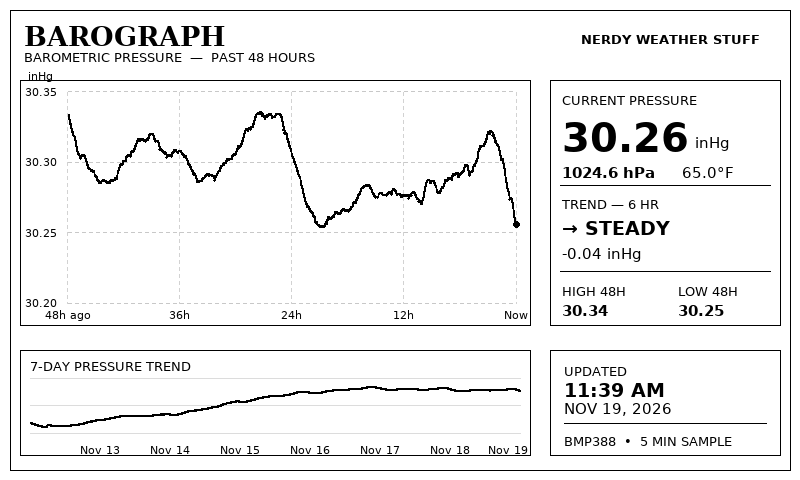 BAROGRAPH
BAROMETRIC PRESSURE — PAST 48 HOURS
NERDY WEATHER STUFF
inHg
30.35
30.30
30.25
30.20
48h ago 36h 24h 12h Now
CURRENT PRESSURE
30.26 inHg
1024.6 hPa 65.0°F
TREND — 6 HR
→ STEADY
-0.04 inHg
HIGH 48H LOW 48H
30.34 30.25
7-DAY PRESSURE TREND
Nov 13 Nov 14 Nov 15 Nov 16 Nov 17 Nov 18 Nov 19
UPDATED
11:39 AM
NOV 19, 2026
BMP388 • 5 MIN SAMPLE